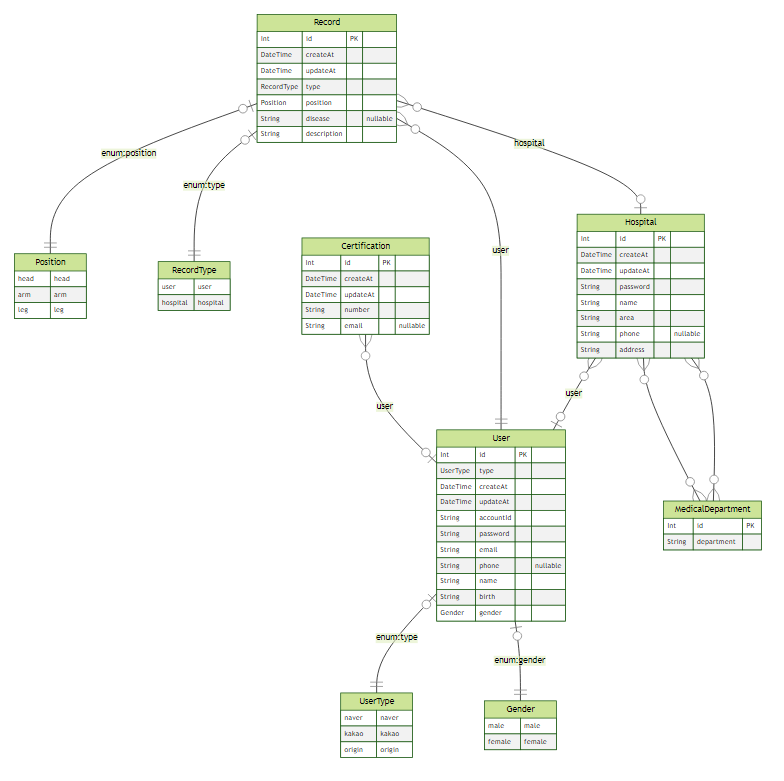 Record
Int id PK
DateTime createAt
DateTime updateAt
RecordType type
Position position
String disease nullable
String description
enum:position
enum:type
hospital
user
Position
head head
arm arm
leg leg
RecordType
user user
hospital hospital
Certification
Int id PK
DateTime createAt
DateTime updateAt
String number
String email nullable
Hospital
Int id PK
DateTime createAt
DateTime updateAt
String password
String name
String area
String phone nullable
String address
user
user
User
Int id PK
UserType type
DateTime createAt
DateTime updateAt
String accountId
String password
String email
String phone nullable
String name
String birth
Gender gender
MedicalDepartment
Int id PK
String department
enum:type
enum:gender
UserType
naver naver
kakao kakao
origin origin
Gender
male male
female female